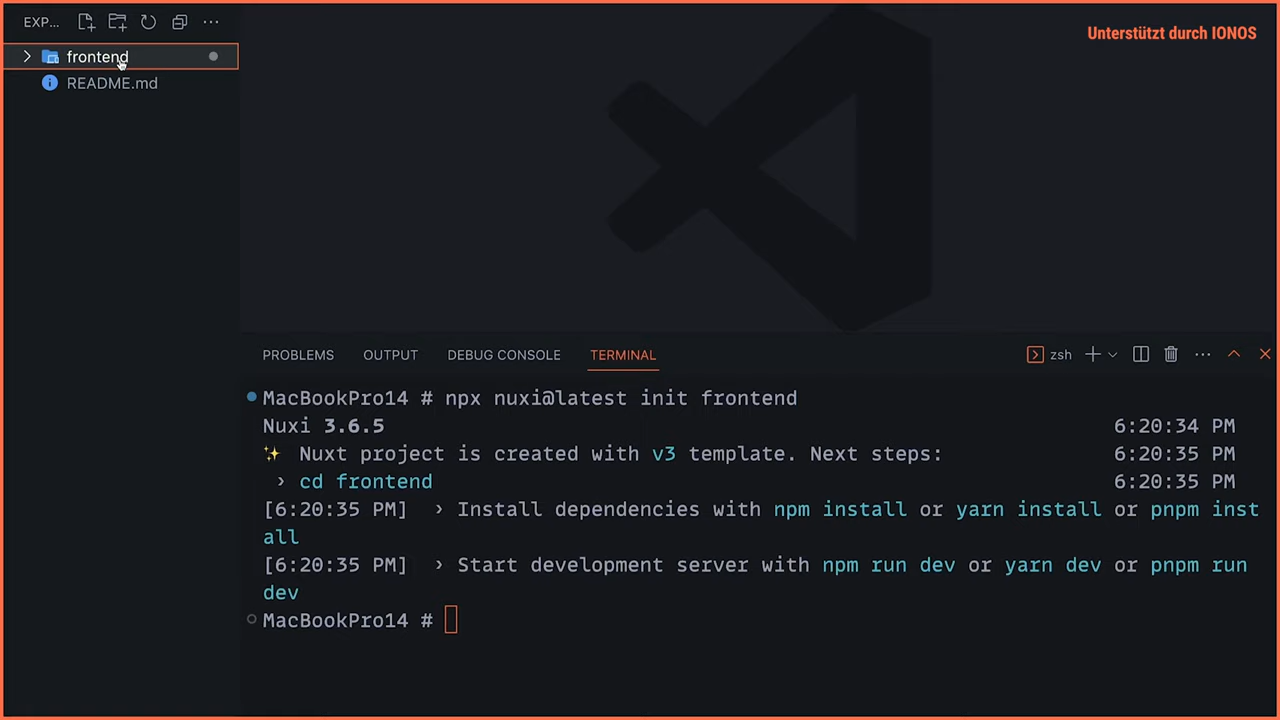 EXP...
Unterstützt durch IONOS
frontend
README.md
PROBLEMS OUTPUT DEBUG CONSOLE TERMINAL
zsh
MacBookPro14 # npx nuxi@latest init frontend
Nuxi 3.6.5 6:20:34 PM
✨ Nuxt project is created with v3 template. Next steps: 6:20:35 PM
› cd frontend 6:20:35 PM
[6:20:35 PM] › Install dependencies with npm install or yarn install or pnpm inst
all
[6:20:35 PM] › Start development server with npm run dev or yarn dev or pnpm run
dev
MacBookPro14 #